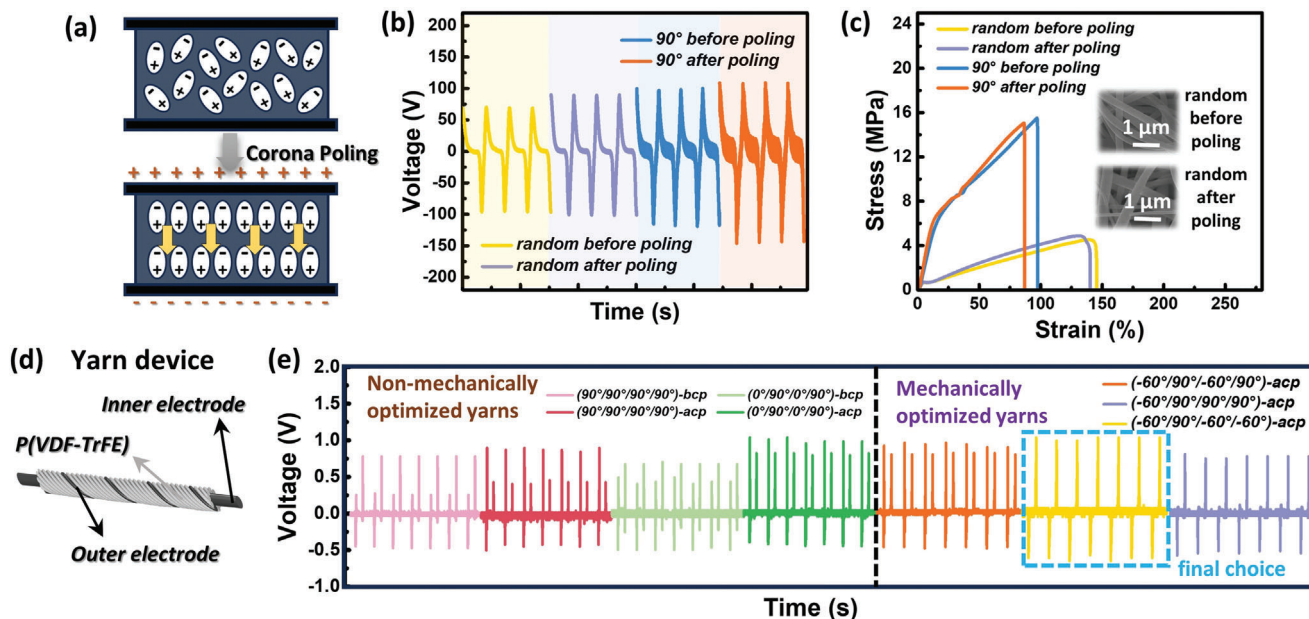 (a)
Corona Poling
(b)
Voltage (V)
200
150
100
50
0
-50
-100
-150
-200
90° before poling
90° after poling
random before poling
random after poling
Time (s)
(c)
Stress (MPa)
24
20
16
12
8
4
0
random before poling
random after poling
90° before poling
90° after poling
1 μm
random
before
poling
1 μm
random
after
poling
0 50 100 150 200 250
Strain (%)
(d) Yarn device
Inner electrode
P(VDF-TrFE)
Outer electrode
(e)
Voltage (V)
2.0
1.5
1.0
0.5
0.0
-0.5
-1.0
Non-mechanically
optimized yarns
(90°/90°/90°/90°)-bcp
(90°/90°/90°/90°)-acp
(0°/90°/0°/90°)-bcp
(0°/90°/0°/90°)-acp
Mechanically
optimized yarns
(-60°/90°/-60°/90°)-acp
(-60°/90°/90°/90°)-acp
(-60°/90°/-60°/-60°)-acp
final choice
Time (s)